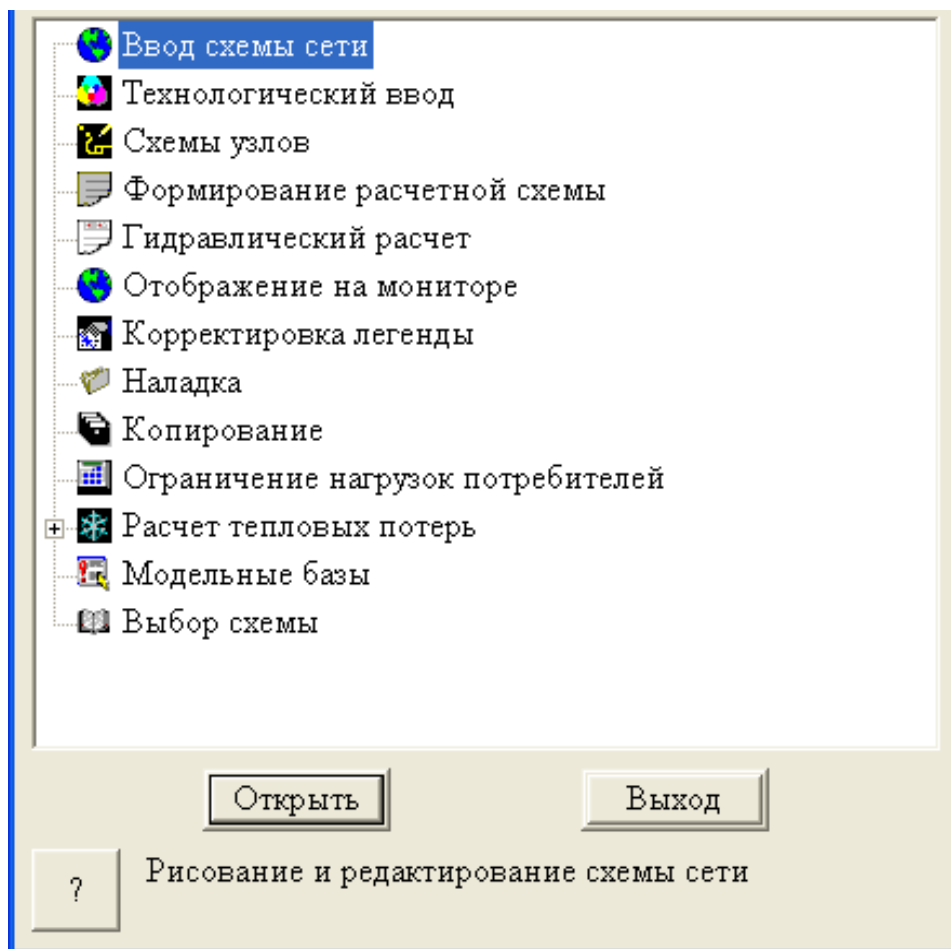 Ввод схемы сети
Технологический ввод
Схемы узлов
Формирование расчетной схемы
Гидравлический расчет
Отображение на мониторе
Корректировка легенды
Наладка
Копирование
Ограничение нагрузок потребителей
Расчет тепловых потерь
Модельные базы
Выбор схемы
Открыть
Выход
?
Рисование и редактирование схемы сети